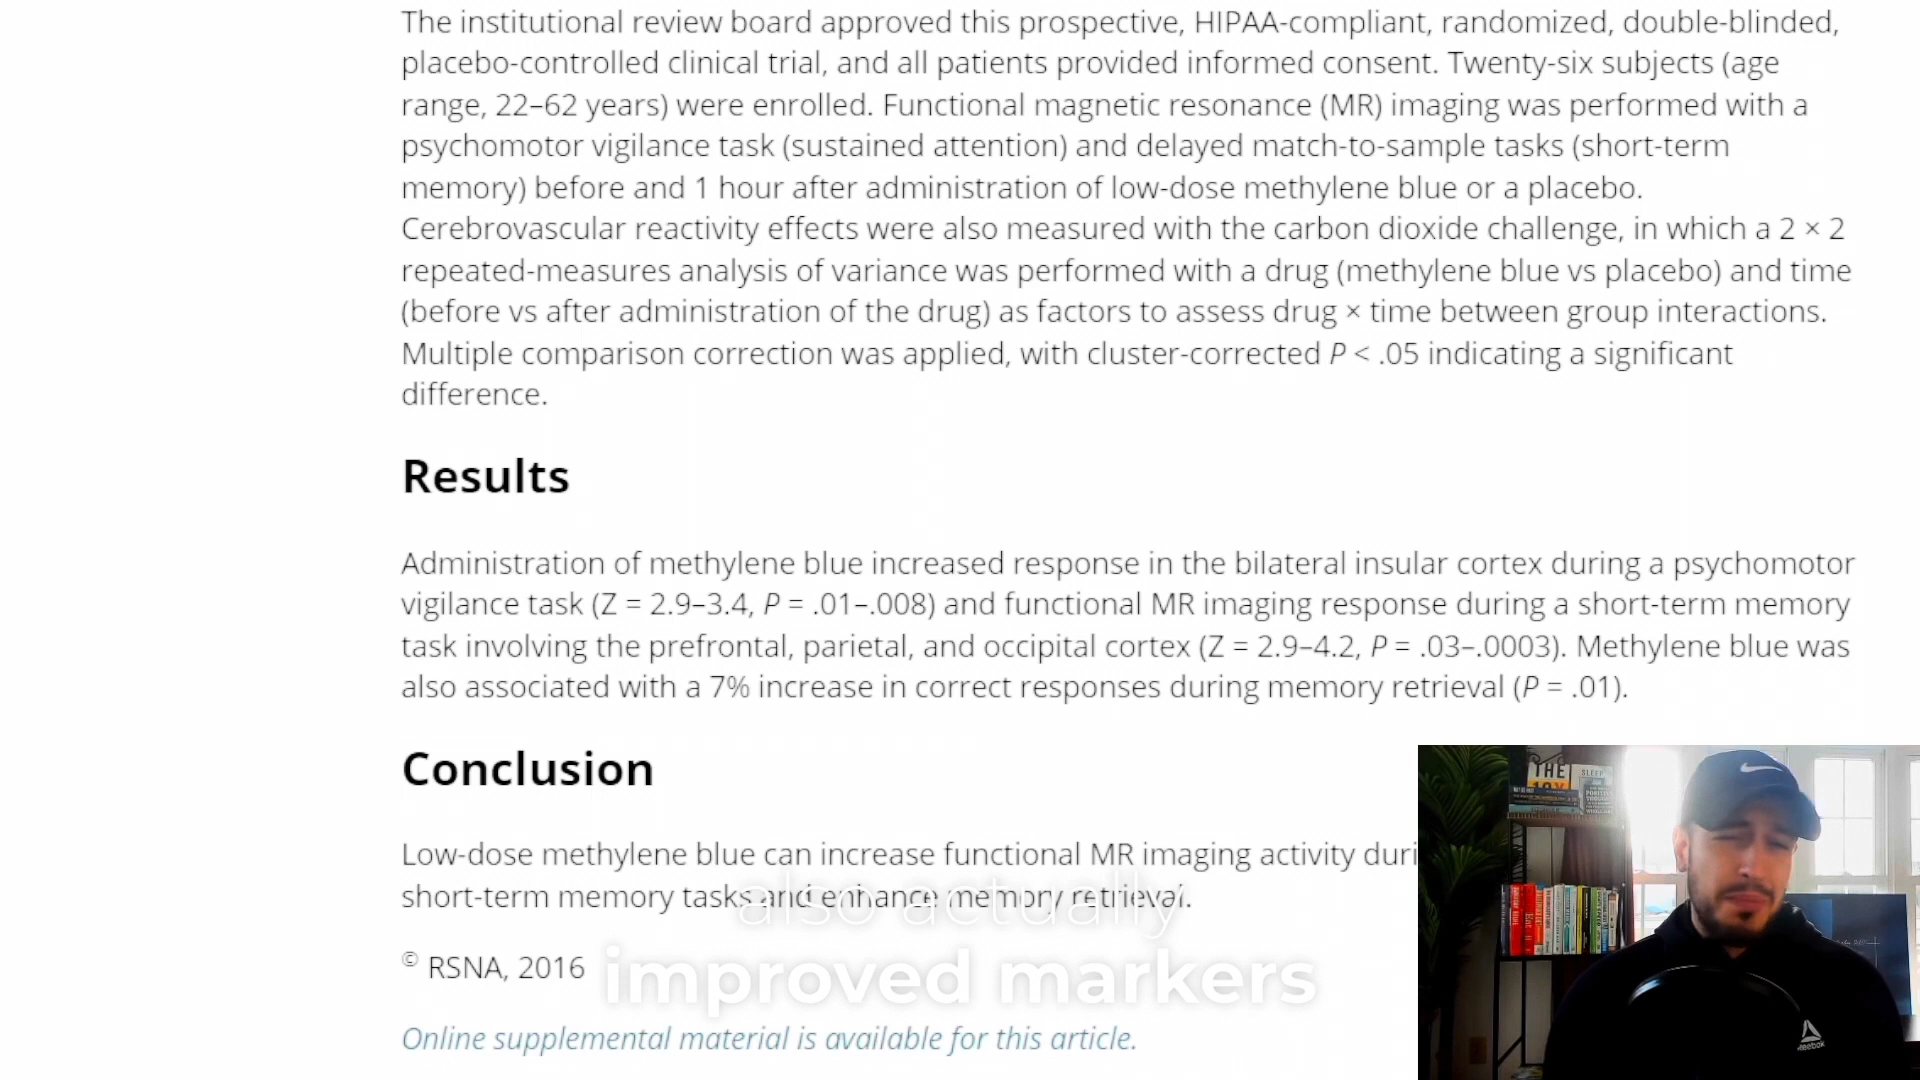 The institutional review board approved this prospective, HIPAA-compliant, randomized, double-blinded,
placebo-controlled clinical trial, and all patients provided informed consent. Twenty-six subjects (age
range, 22–62 years) were enrolled. Functional magnetic resonance (MR) imaging was performed with a
psychomotor vigilance task (sustained attention) and delayed match-to-sample tasks (short-term
memory) before and 1 hour after administration of low-dose methylene blue or a placebo.
Cerebrovascular reactivity effects were also measured with the carbon dioxide challenge, in which a 2 × 2
repeated-measures analysis of variance was performed with a drug (methylene blue vs placebo) and time
(before vs after administration of the drug) as factors to assess drug × time between group interactions.
Multiple comparison correction was applied, with cluster-corrected P < .05 indicating a significant
difference.
Results
Administration of methylene blue increased response in the bilateral insular cortex during a psychomotor
vigilance task (Z = 2.9–3.4, P = .01–.008) and functional MR imaging response during a short-term memory
task involving the prefrontal, parietal, and occipital cortex (Z = 2.9–4.2, P = .03–.0003). Methylene blue was
also associated with a 7% increase in correct responses during memory retrieval (P = .01).
Conclusion
Low-dose methylene blue can increase functional MR imaging activity duri
short-term memory tasks and enhance memory retrieval.
also actually
improved markers
© RSNA, 2016
Online supplemental material is available for this article.
THE
10X
SLEEP
Reebok